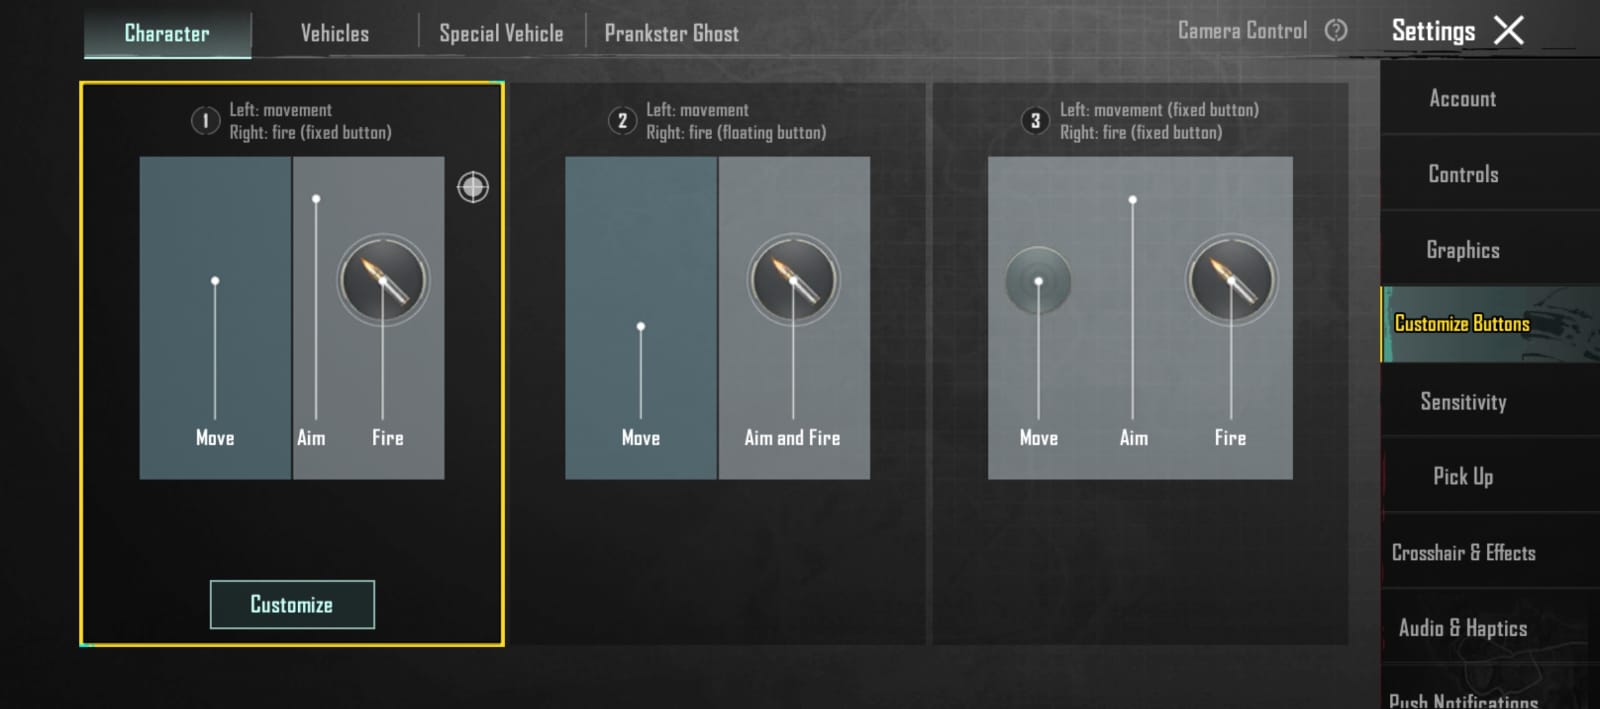 Character
Vehicles
Special Vehicle
Prankster Ghost
Camera Control ?
Settings
1
Left: movement
Right: fire (fixed button)
Move
Aim
Fire
Customize
2
Left: movement
Right: fire (floating button)
Move
Aim and Fire
3
Left: movement (fixed button)
Right: fire (fixed button)
Move
Aim
Fire
Account
Controls
Graphics
Customize Buttons
Sensitivity
Pick Up
Crosshair & Effects
Audio & Haptics
Push Notifications